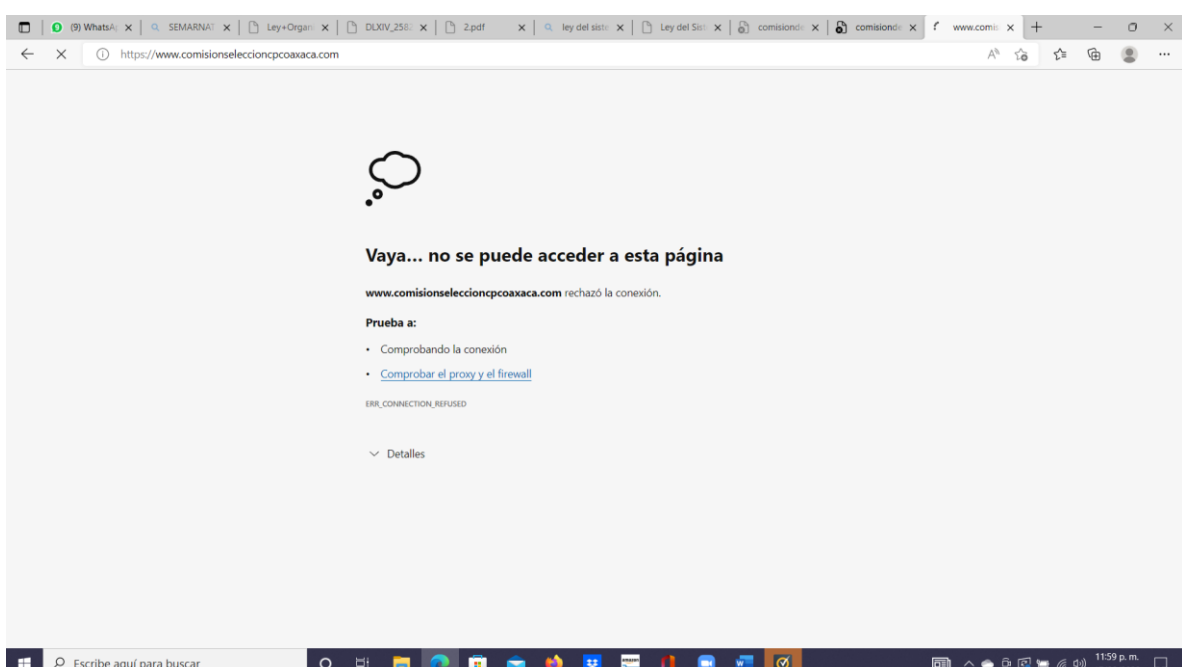 (9) WhatsA
SEMARNAT
Ley+Organ
DLXIV_258
2.pdf
ley del siste
Ley del Sist
comisionde
comisionde
www.comis
https://www.comisionseleccioncpcoaxaca.com
Vaya... no se puede acceder a esta página
www.comisionseleccioncpcoaxaca.com rechazó la conexión.
Prueba a:
• Comprobando la conexión
• Comprobar el proxy y el firewall
ERR_CONNECTION_REFUSED
Detalles
Escribe aquí para buscar
11:59 p. m.